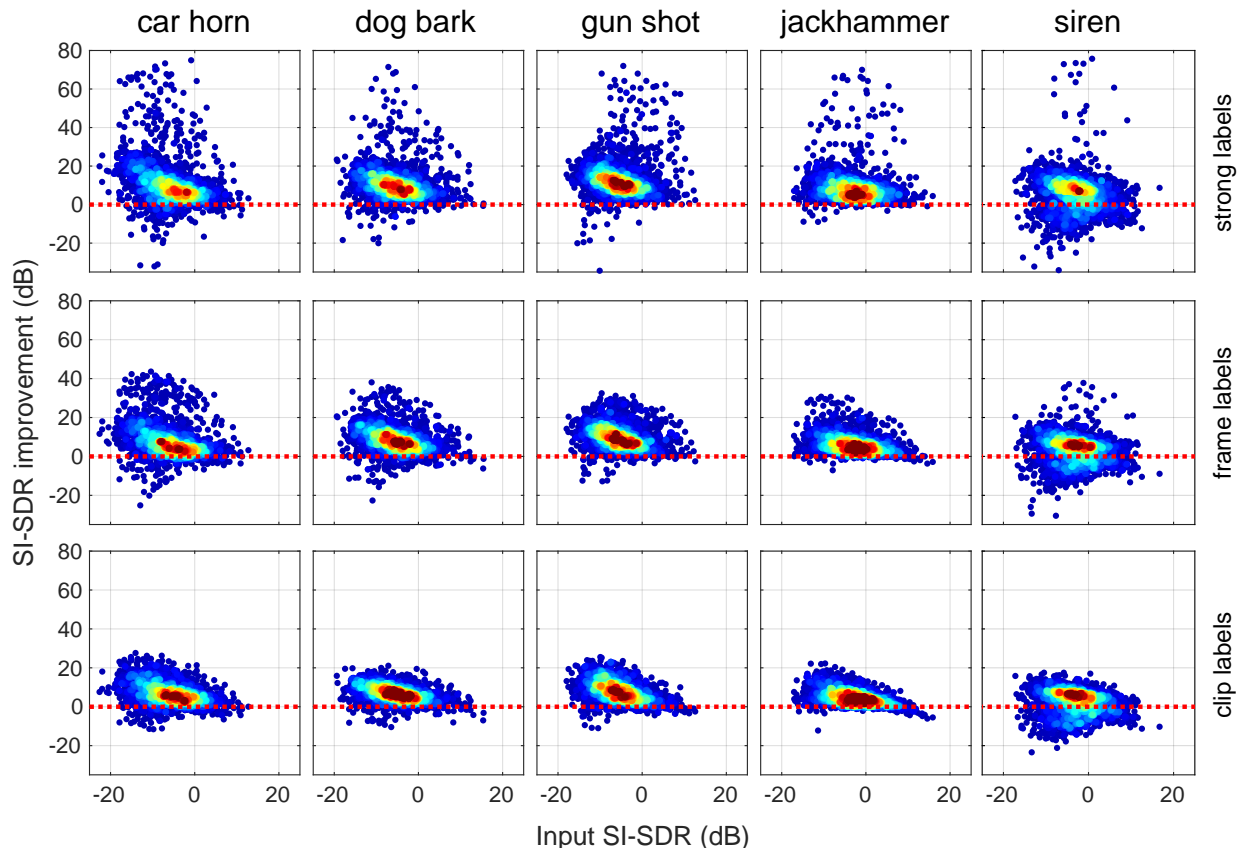 car horn dog bark gun shot jackhammer siren
80
60
40
20
0
-20
strong labels
80
60
40
20
0
-20
frame labels
80
60
40
20
0
-20
clip labels
SI-SDR improvement (dB)
-20 0 20 -20 0 20 -20 0 20 -20 0 20 -20 0 20
Input SI-SDR (dB)